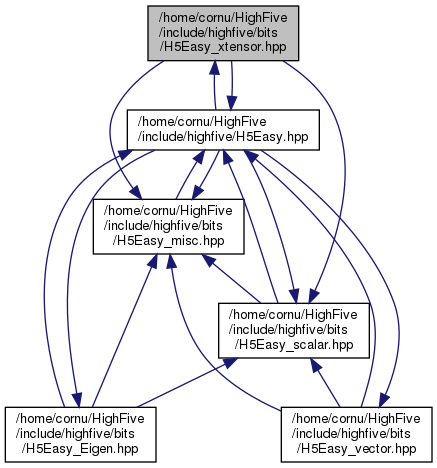 /home/cornu/HighFive
/include/highfive/bits
/H5Easy_xtensor.hpp
/home/cornu/HighFive
/include/highfive/H5Easy.hpp
/home/cornu/HighFive
/include/highfive/bits
/H5Easy_misc.hpp
/home/cornu/HighFive
/include/highfive/bits
/H5Easy_scalar.hpp
/home/cornu/HighFive
/include/highfive/bits
/H5Easy_Eigen.hpp
/home/cornu/HighFive
/include/highfive/bits
/H5Easy_vector.hpp